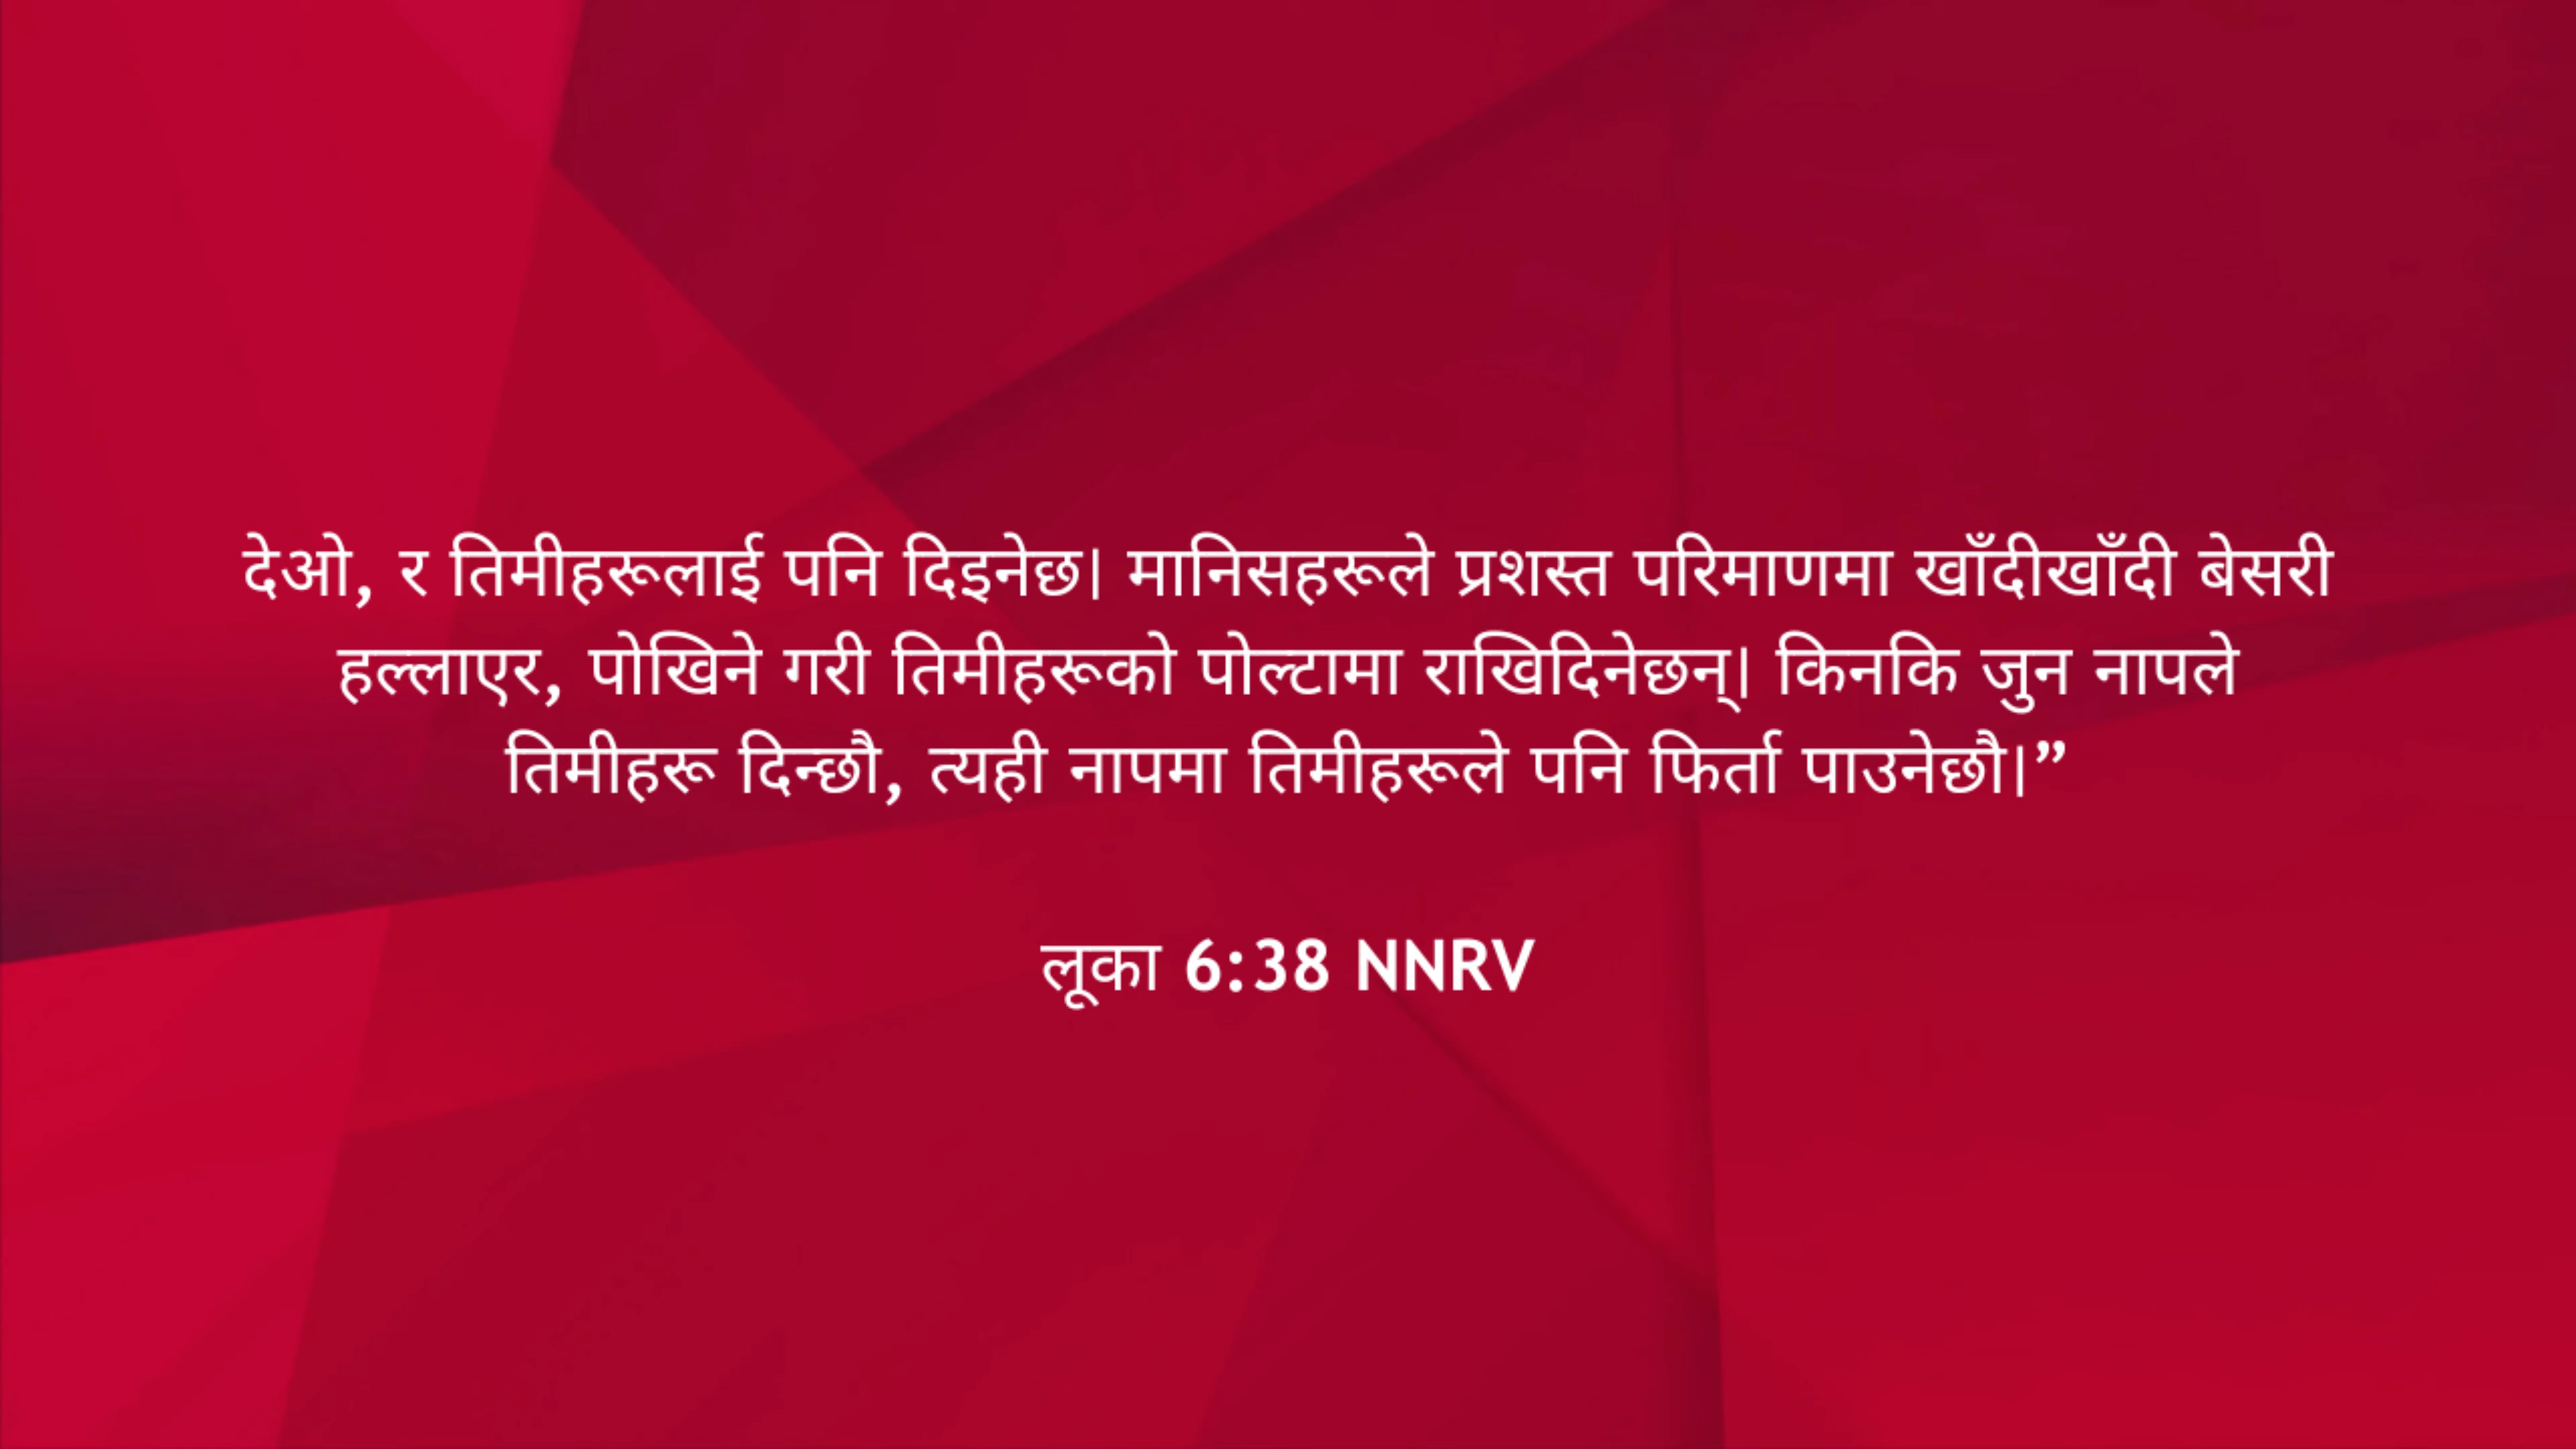 देओ, र तिमीहरूलाई पनि दिइनेछ। मानिसहरूले प्रशस्त परिमाणमा खाँदीखाँदी बेसरी
हल्लाएर, पोखिने गरी तिमीहरूको पोल्टामा राखिदिनेछन्। किनकि जुन नापले
तिमीहरू दिन्छौ, त्यही नापमा तिमीहरूले पनि फिर्ता पाउनेछौ।”
लूका 6:38 NNRV